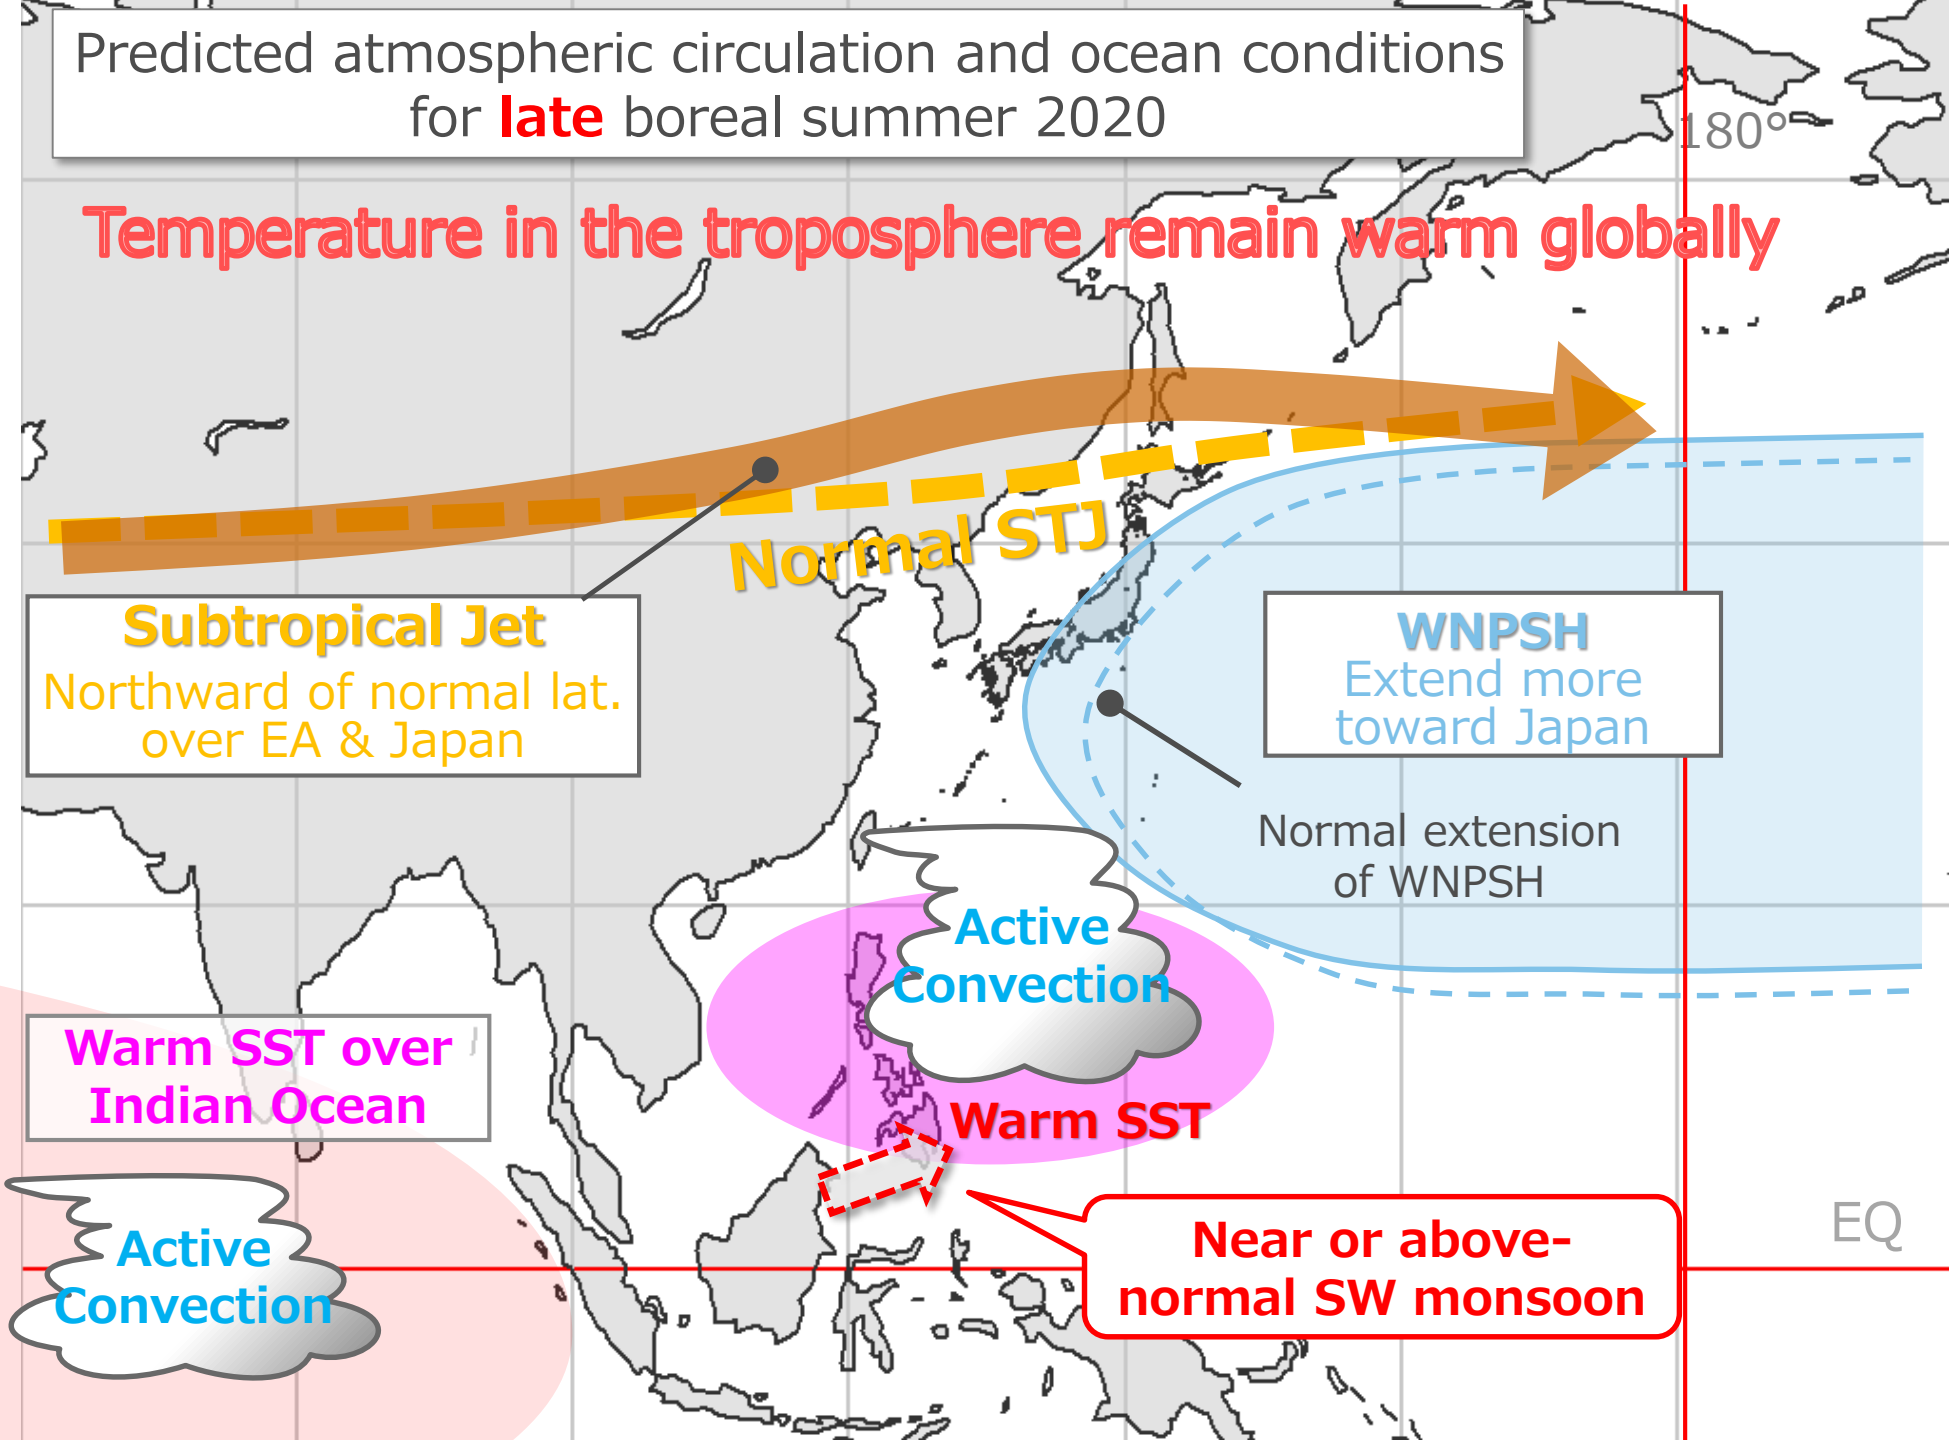 Predicted atmospheric circulation and ocean conditions
for late boreal summer 2020
180°
Temperature in the troposphere remain warm globally
Normal STJ
Subtropical Jet
Northward of normal lat.
over EA & Japan
WNPSH
Extend more
toward Japan
Normal extension
of WNPSH
Active
Convection
Warm SST over
Indian Ocean
Warm SST
Active
Convection
Near or above-
normal SW monsoon
EQ